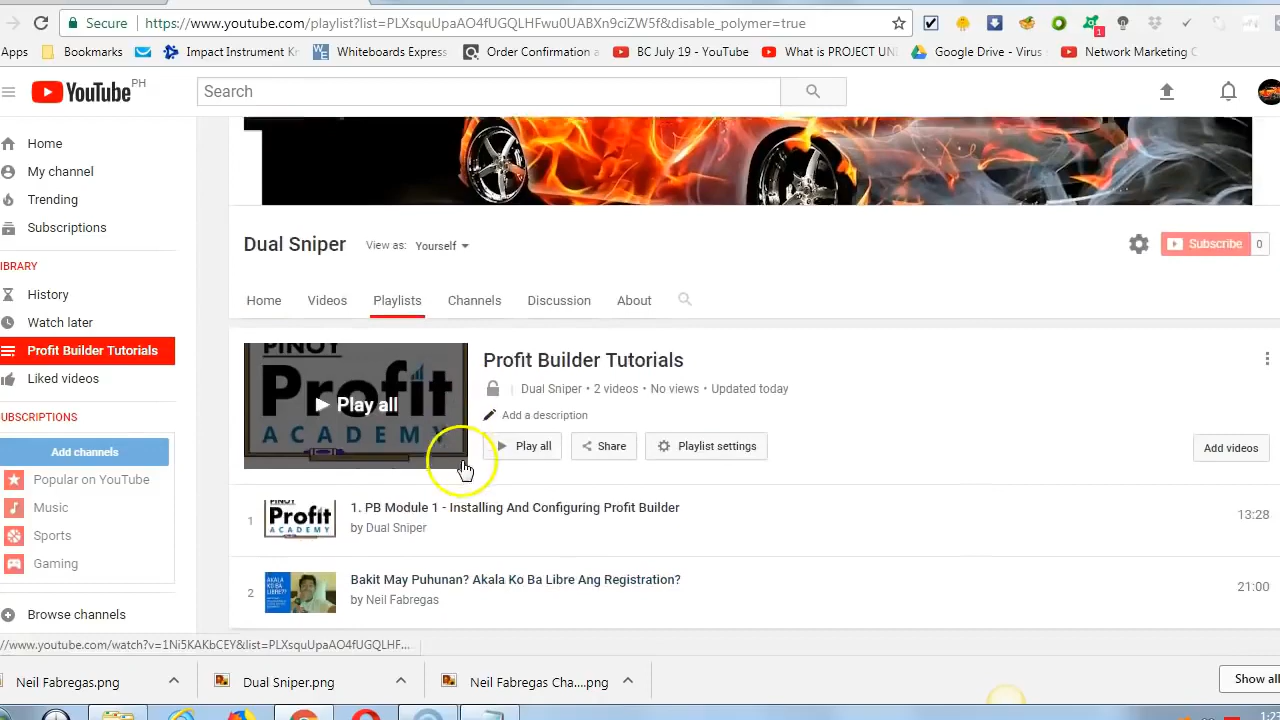 Secure https://www.youtube.com/playlist?list=PLXsquUpaAO4fUGQLHFwu0UABXn9ciZW5f&disable_polymer=true
1
Apps Bookmarks Impact Instrument Kr WE Whiteboards Expres Order Confirmation BC July 19 - YouTube What is PROJECT UNI Google Drive - Virus Network Marketing C
YouTube PH
Search
Home
My channel
Trending
Subscriptions
IBRARY
History
Watch later
Profit Builder Tutorials
Liked videos
UBSCRIPTIONS
Add channels
Popular on YouTube
Music
Sports
Gaming
Browse channels
Dual Sniper View as: Yourself
Subscribe 0
Home Videos Playlists Channels Discussion About
PINOY
Profit
ACADEMY
Play all
Profit Builder Tutorials
Dual Sniper • 2 videos • No views • Updated today
Add a description
Play all Share Playlist settings Add videos
1
PINOY
Profit
ACADEMY
1. PB Module 1 - Installing And Configuring Profit Builder
by Dual Sniper
13:28
2
AKALA
KO BA
LIBRE?!
Bakit May Puhunan? Akala Ko Ba Libre Ang Registration?
by Neil Fabregas
21:00
//www.youtube.com/watch?v=1Ni5KAKbCEY&list=PLXsquUpaAO4fUGQLHF...
Neil Fabregas.png Dual Sniper.png Neil Fabregas Cha....png Show all